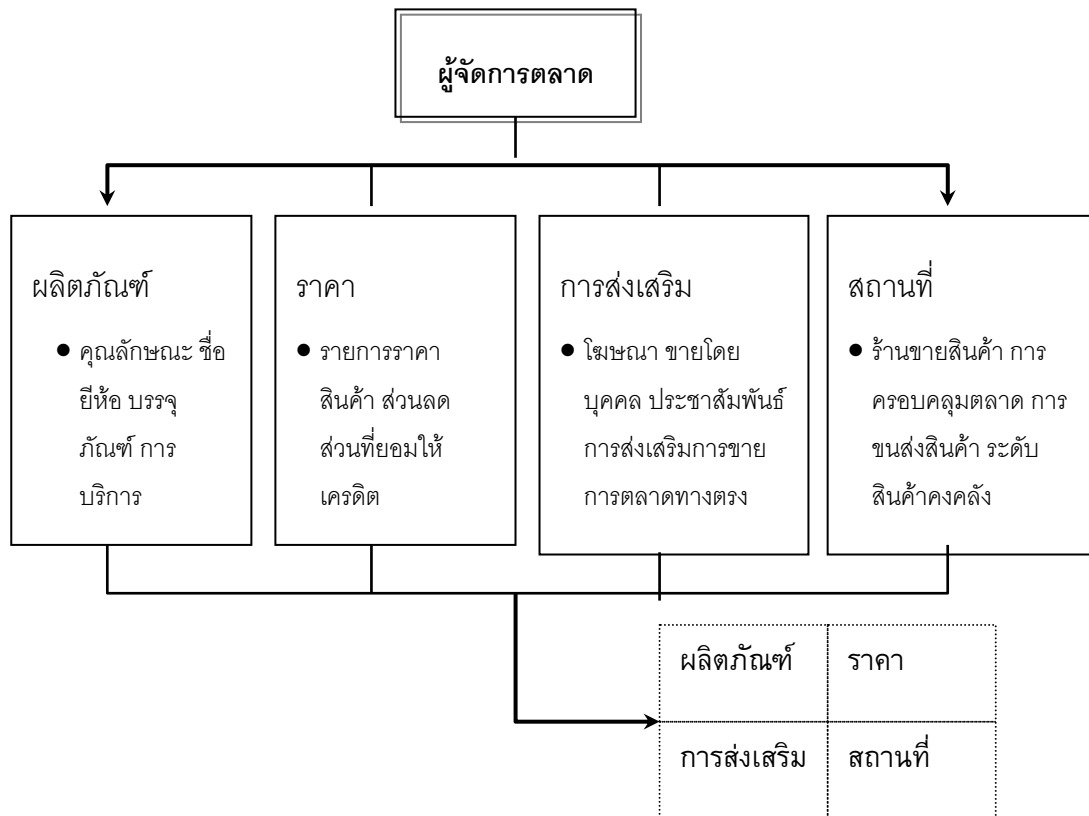 ผู้จัดการตลาด
ผลิตภัณฑ์
● คุณลักษณะ ชื่อ
ยีห้อ บรรจุ
ภัณฑ์ การ
บริการ
ราคา
● รายการราคา
สินค้า ส่วนลด
ส่วนที่ยอมให้
เครดิต
การส่งเสริม
● โฆษณา ขายโดย
บุคคล ประชาสัมพันธ์
การส่งเสริมการขาย
การตลาดทางตรง
สถานที่
● ร้านขายสินค้า การ
ครอบคลุมตลาด การ
ขนส่งสินค้า ระดับ
สินค้าคงคลัง
ผลิตภัณฑ์ ราคา
การส่งเสริม สถานที่